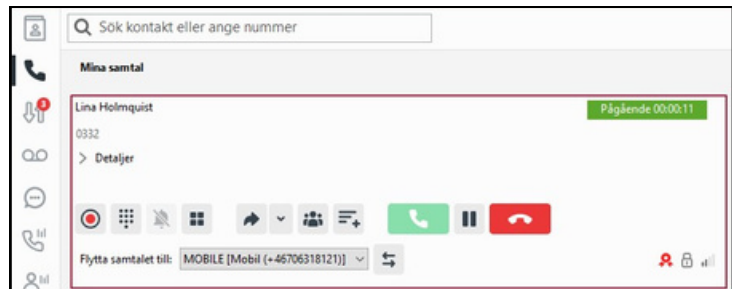 Sök kontakt eller ange nummer
Mina samtal
3
Lina Holmquist
Pågående 00:00:11
0332
Detaljer
Flytta samtalet till: MOBILE [Mobil (+46706318121)]